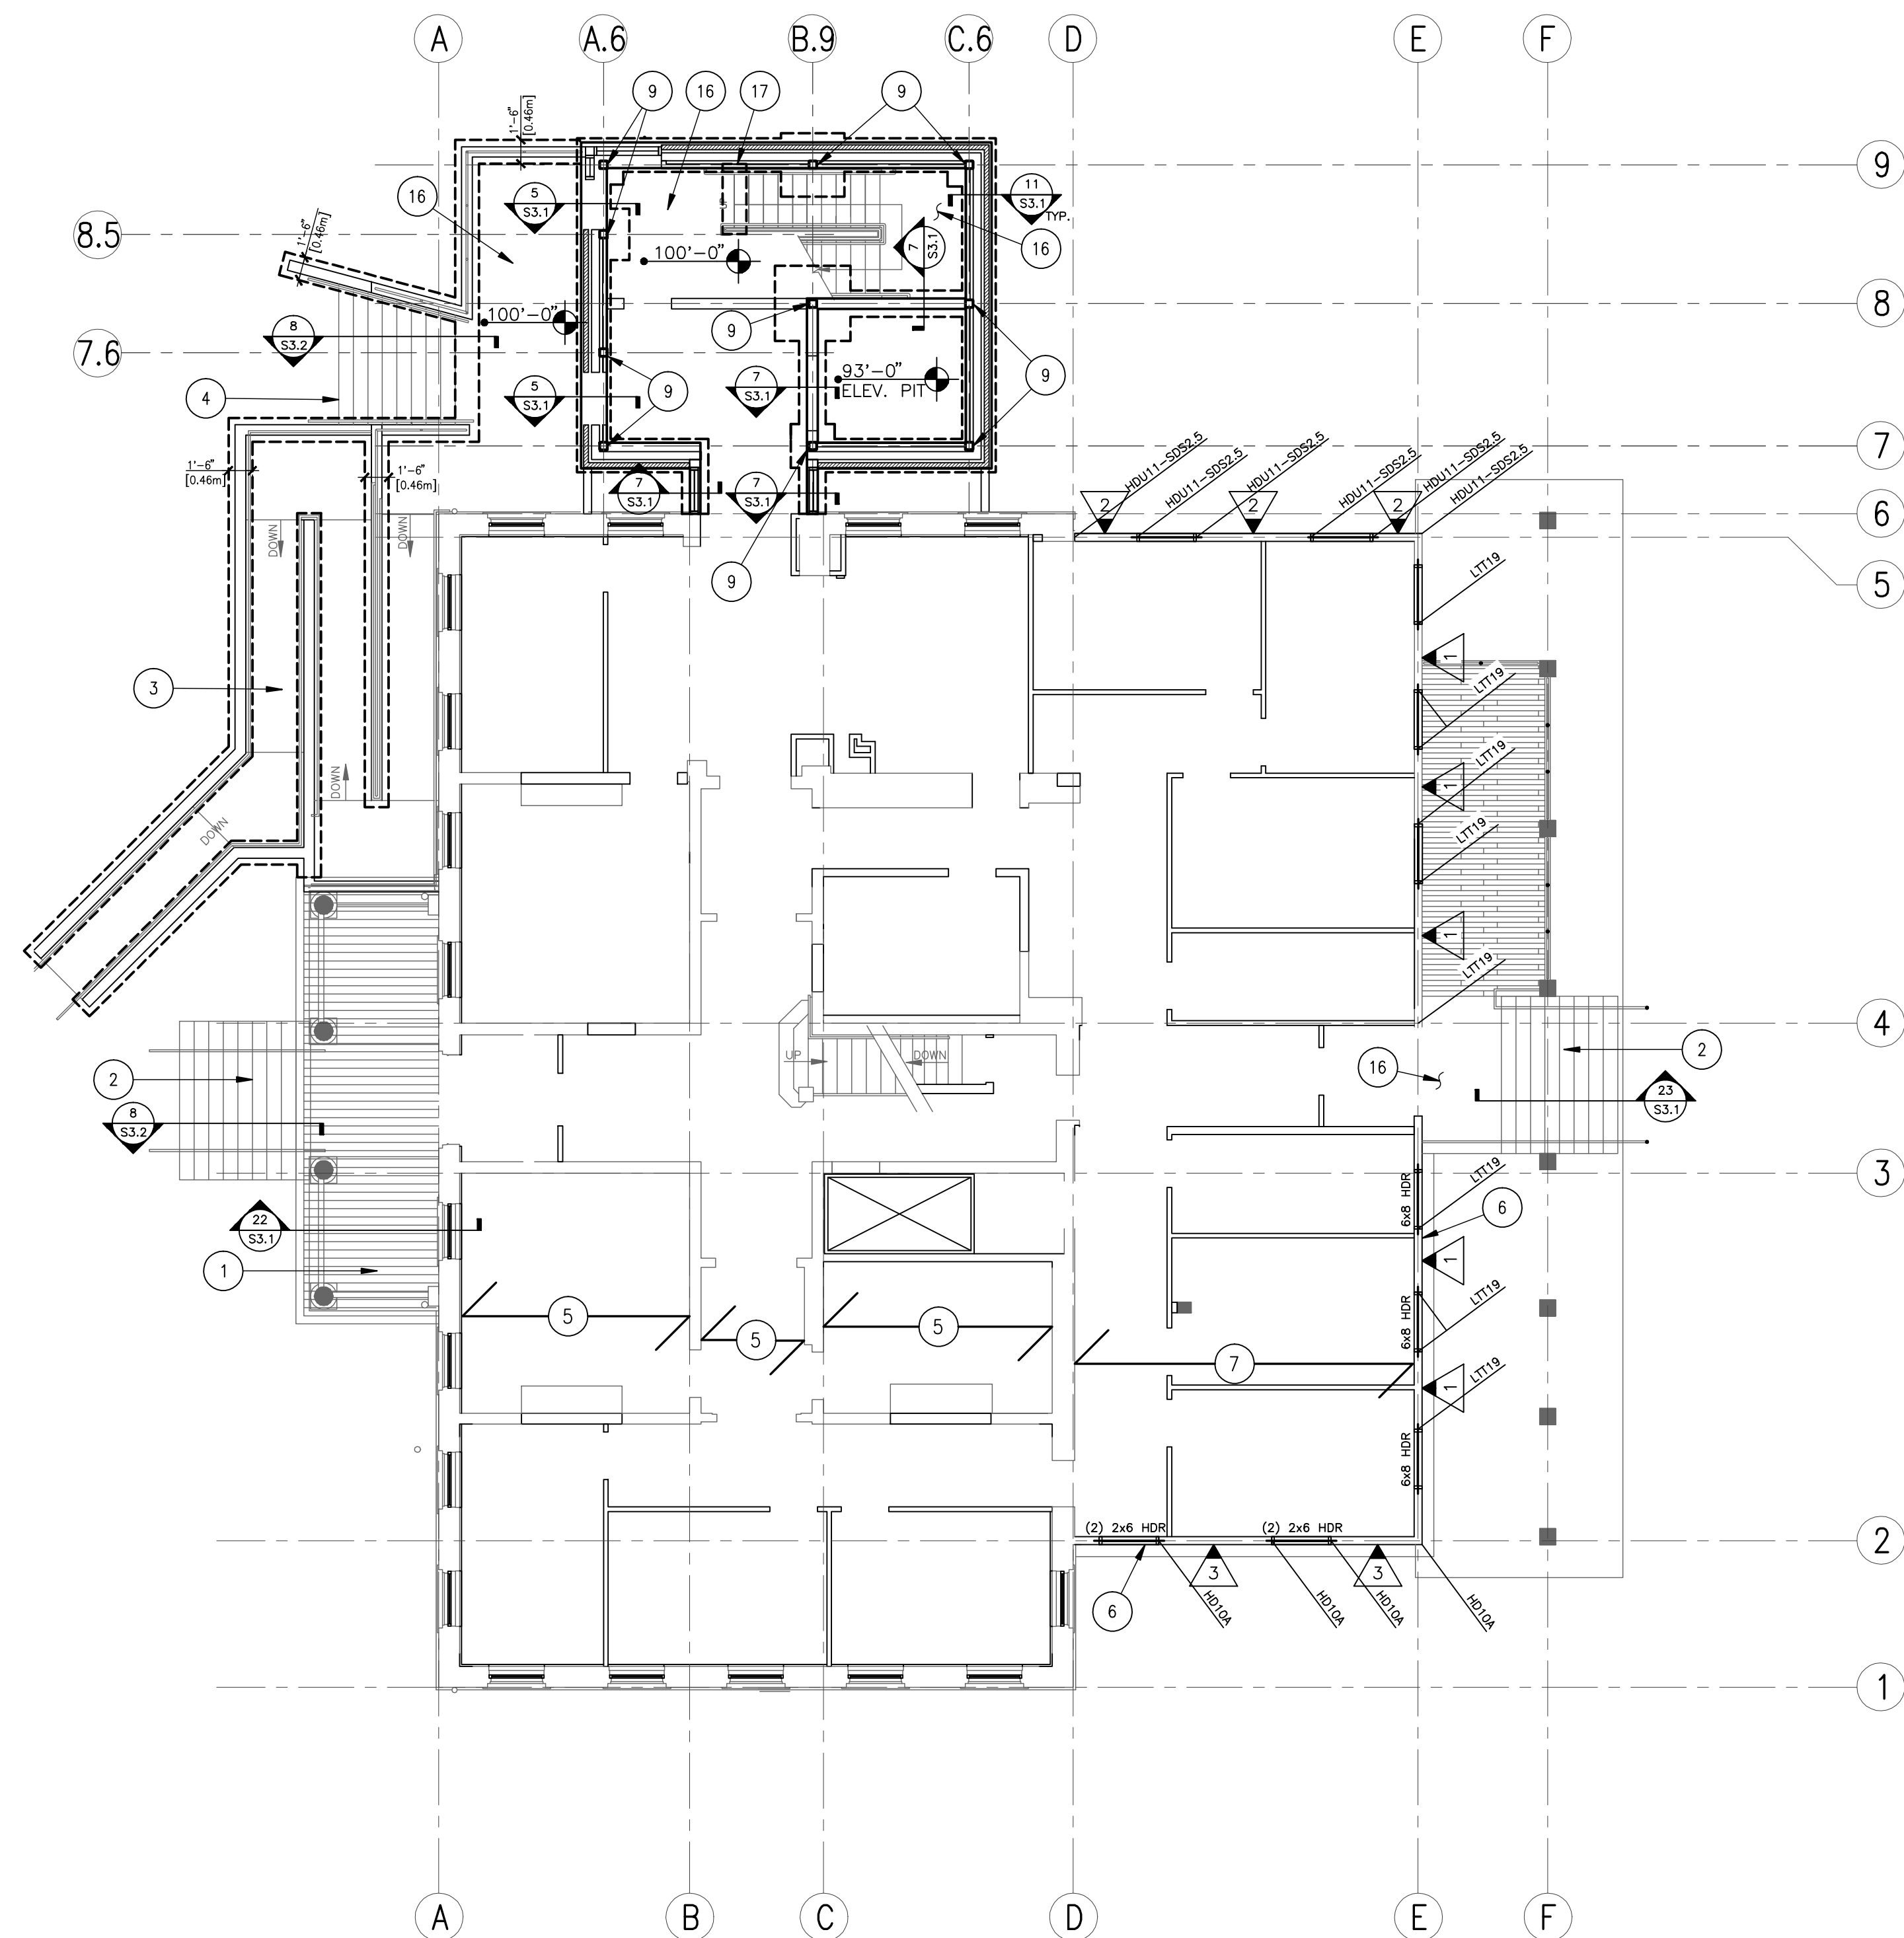 A
A.6
B.9
C.6
D
E
F
9
16
17
9
1'-6"
[0.46m]
9
16
5
S3.1
11
S3.1
TYP.
8.5
1'-6"
[0.46m]
UP
7
S3.1
16
100'-0"
100'-0"
8
8
S3.2
9
7.6
4
5
S3.1
9
7
S3.1
93'-0"
ELEV. PIT
9
7
1'-6"
[0.46m]
1'-6"
[0.46m]
7
S3.1
7
S3.1
HDU11-SDS2.5
HDU11-SDS2.5
HDU11-SDS2.5
HDU11-SDS2.5
HDU11-SDS2.5
HDU11-SDS2.5
2
2
2
6
DOWN
DOWN
9
LTT19
5
3
1
LTT19
DOWN
LTT19
1
DOWN
LTT19
1
LTT19
4
UP
DOWN
2
16
2
8
S3.2
23
S3.1
3
6x8 HDR
LTT19
6
22
S3.1
1
1
5
5
5
6x8 HDR
LTT19
7
1
LTT19
6x8 HDR
(2) 2x6 HDR
(2) 2x6 HDR
2
3
3
6
HD10A
HD10A
HD10A
HD10A
1
A
B
C
D
E
F